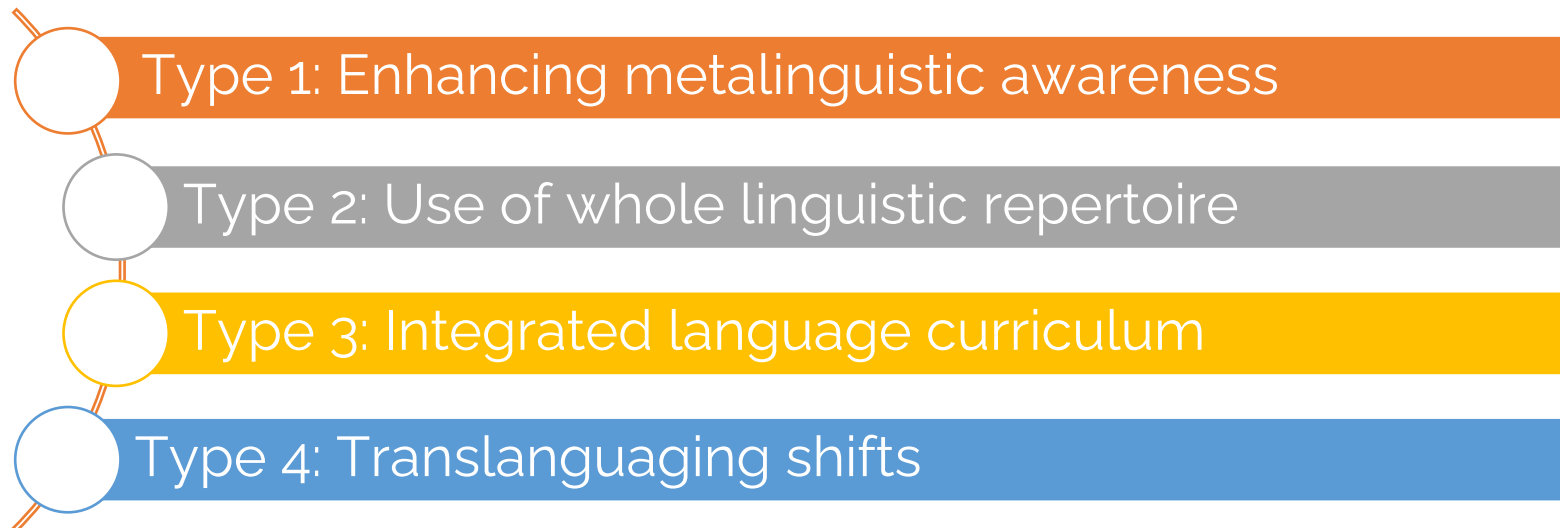 Type 1: Enhancing metalinguistic awareness
Type 2: Use of whole linguistic repertoire
Type 3: Integrated language curriculum
Type 4: Translanguaging shifts